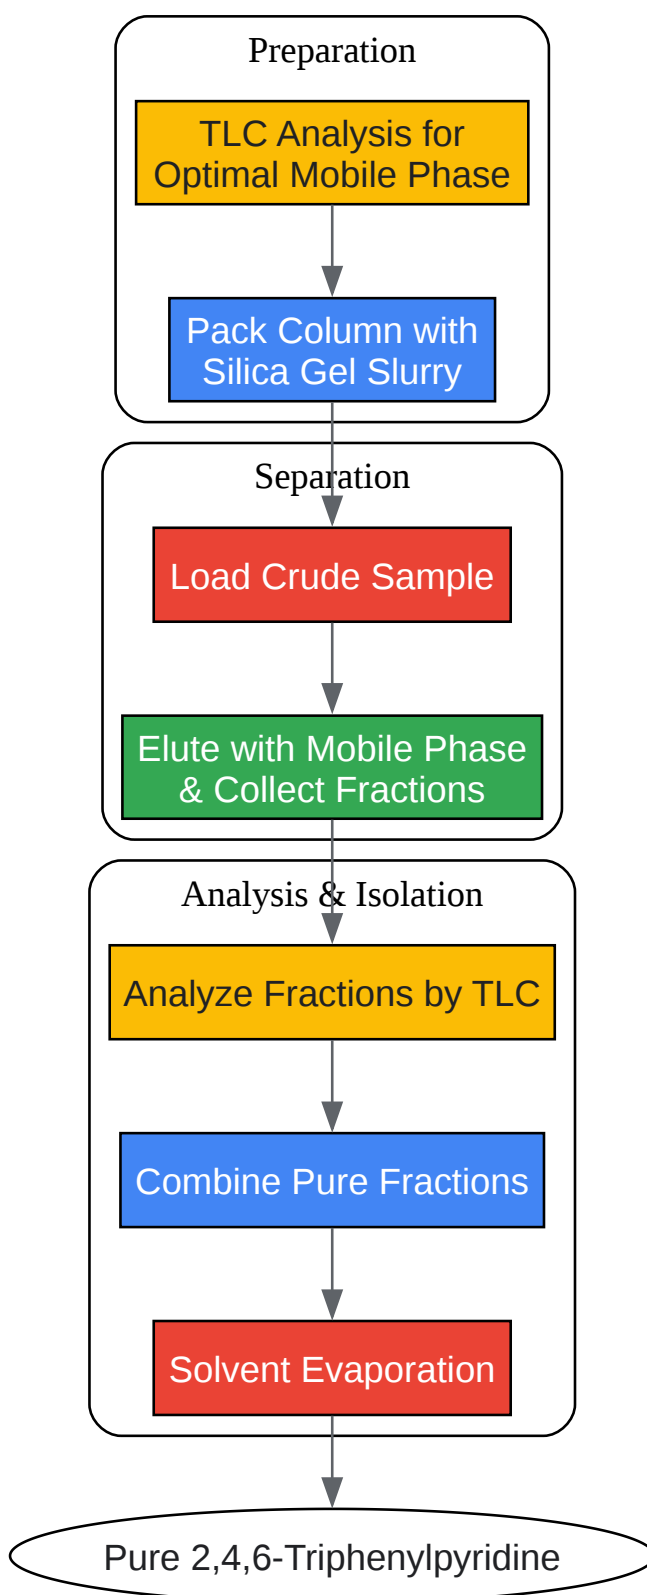 Preparation
TLC Analysis for
Optimal Mobile Phase
Pack Column with
Silica Gel Slurry
Separation
Load Crude Sample
Elute with Mobile Phase
& Collect Fractions
Analysis & Isolation
Analyze Fractions by TLC
Combine Pure Fractions
Solvent Evaporation
Pure 2,4,6-Triphenylpyridine